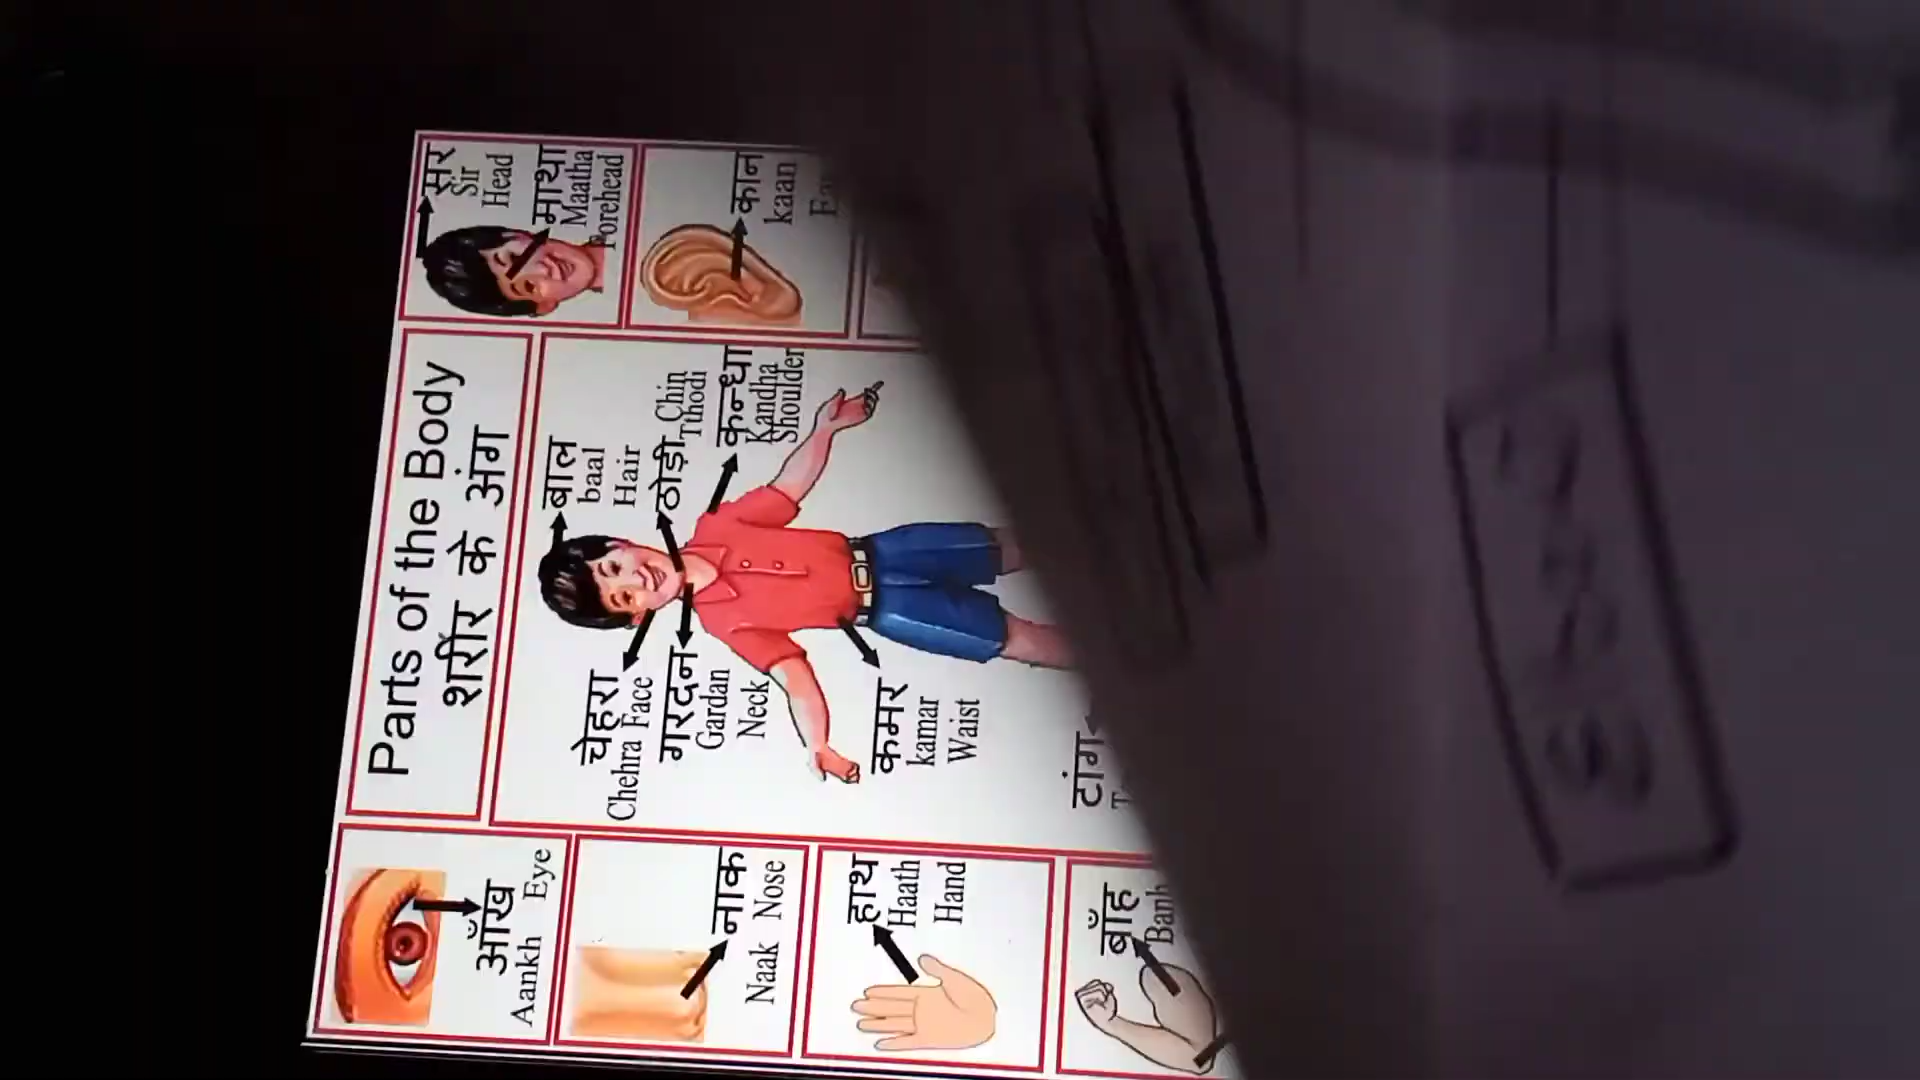 Parts of the Body
शरीर के अंग
आँख
Aankh Eye
नाक
Naak Nose
हाथ
Haath
Hand
बाँह
चेहरा
Chehra Face
गरदन
Gardan
Neck
कमर
kamar
Waist
टांग
बाल
baal
Hair
ठोड़ी Chin
Tthodi
कन्धा
Kandha
Shoulder
सर
Sir
Head
माथा
Maatha
Forehead
कान
kaan